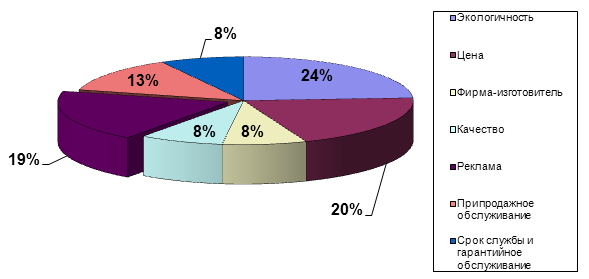 8%
24%
13%
19%
8%
8%
20%
Экологичность
Цена
Фирма-изготовитель
Качество
Реклама
Припродажное
обслуживание
Срок службы и
гарантийное
обслуживание